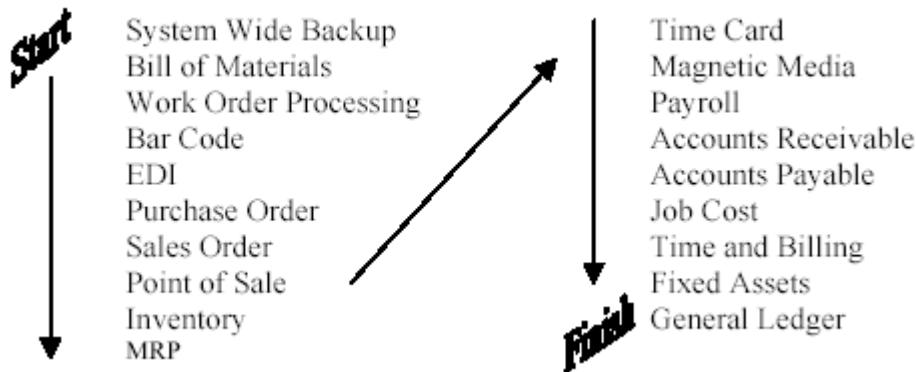 Start
System Wide Backup
Bill of Materials
Work Order Processing
Bar Code
EDI
Purchase Order
Sales Order
Point of Sale
Inventory
MRP
Time Card
Magnetic Media
Payroll
Accounts Receivable
Accounts Payable
Job Cost
Time and Billing
Fixed Assets
General Ledger
Finish